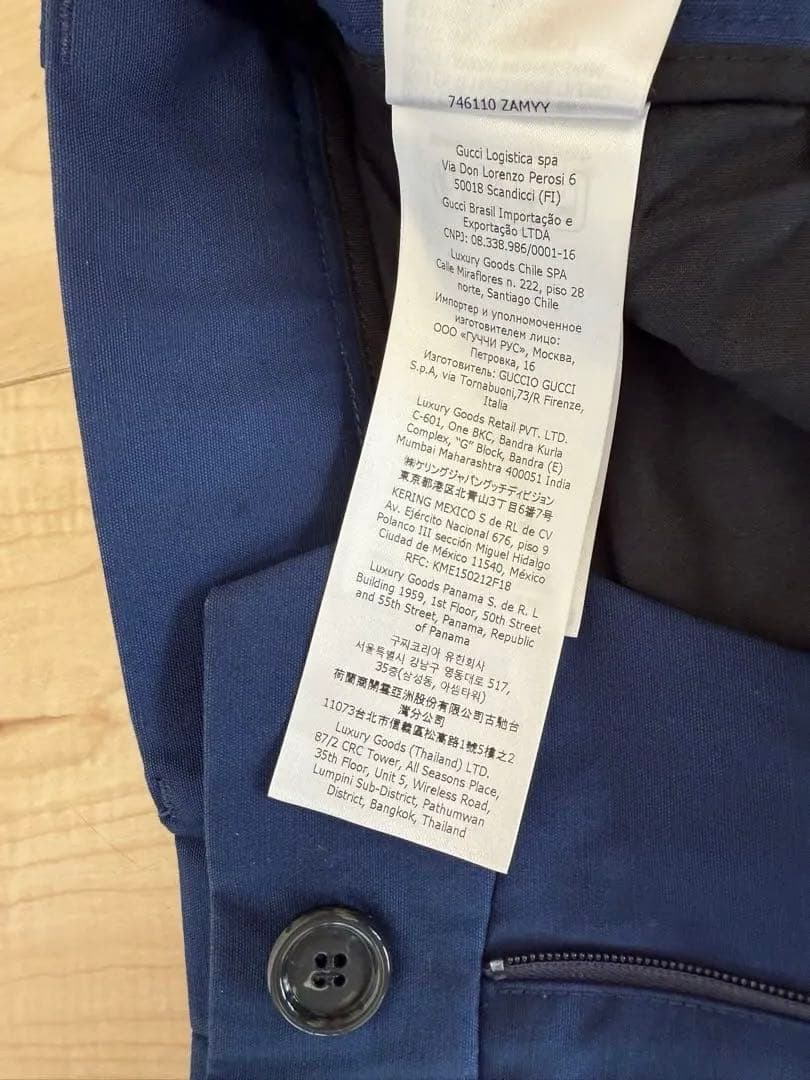 746110 ZAMYY
Gucci Logistica spa
Via Don Lorenzo Perosi 6
50018 Scandicci (FI)
Gucci Brasil Importação e
Exportação LTDA
CNPJ: 08.338.986/0001-16
Luxury Goods Chile SPA
Calle Miraflores n. 222, piso 28
norte, Santiago Chile
Импортер и уполномоченное
изготовителем лицо:
ООО «ГУЧЧИ РУС», Москва,
Петровка, 16
Изготовитель: GUCCIO GUCCI
S.p.A, via Tornabuoni,73/R Firenze,
Italia
Luxury Goods Retail PVT. LTD.
C-601, One BKC, Bandra Kurla
Complex, "G" Block, Bandra (E)
Mumbai Maharashtra 400051 India
㈱ケリングジャパングッチディビジョン
東京都港区北青山3丁目6番7号
KERING MEXICO S de RL de CV
Av. Ejército Nacional 676, piso 9
Polanco III sección Miguel Hidalgo
Ciudad de México 11540, México
RFC: KME150212F18
Luxury Goods Panama S. de R. L
Building 1959, 1st Floor, 50th Street
and 55th Street, Panama, Republic
of Panama
구찌코리아 유한회사
서울특별시 강남구 영동대로 517,
35층(삼성동, 아셈타워)
荷蘭商開雲亞洲股份有限公司古馳台
灣分公司
11073台北市信義區松高路1號5樓之2
Luxury Goods (Thailand) LTD.
87/2 CRC Tower, All Seasons Place,
35th Floor, Unit 5, Wireless Road,
Lumpini Sub-District, Pathumwan
District, Bangkok, Thailand